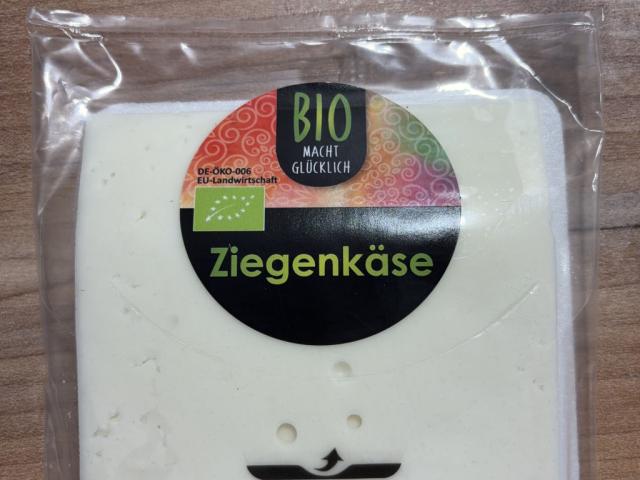 BIO
MACHT
GLÜCKLICH
DE-ÖKO-006
EU-Landwirtschaft
Ziegenkäse